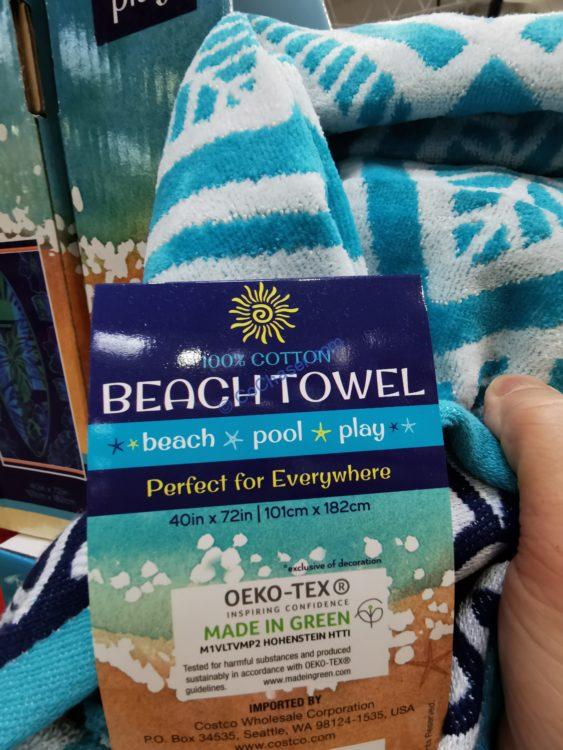 play
100% COTTON
BEACH TOWEL
beach pool play
Perfect for Everywhere
40in x 72in | 101cm x 182cm
*exclusive of decoration
OEKO-TEX®
INSPIRING CONFIDENCE
MADE IN GREEN
M1VLTVMP2 HOHENSTEIN HTTI
Tested for harmful substances and produced
sustainably in accordance with OEKO-TEX®
guidelines. www.madeingreen.com
IMPORTED BY
Costco Wholesale Corporation
P.O. Box 34535, Seattle, WA 98124-1535, USA
www.costco.com